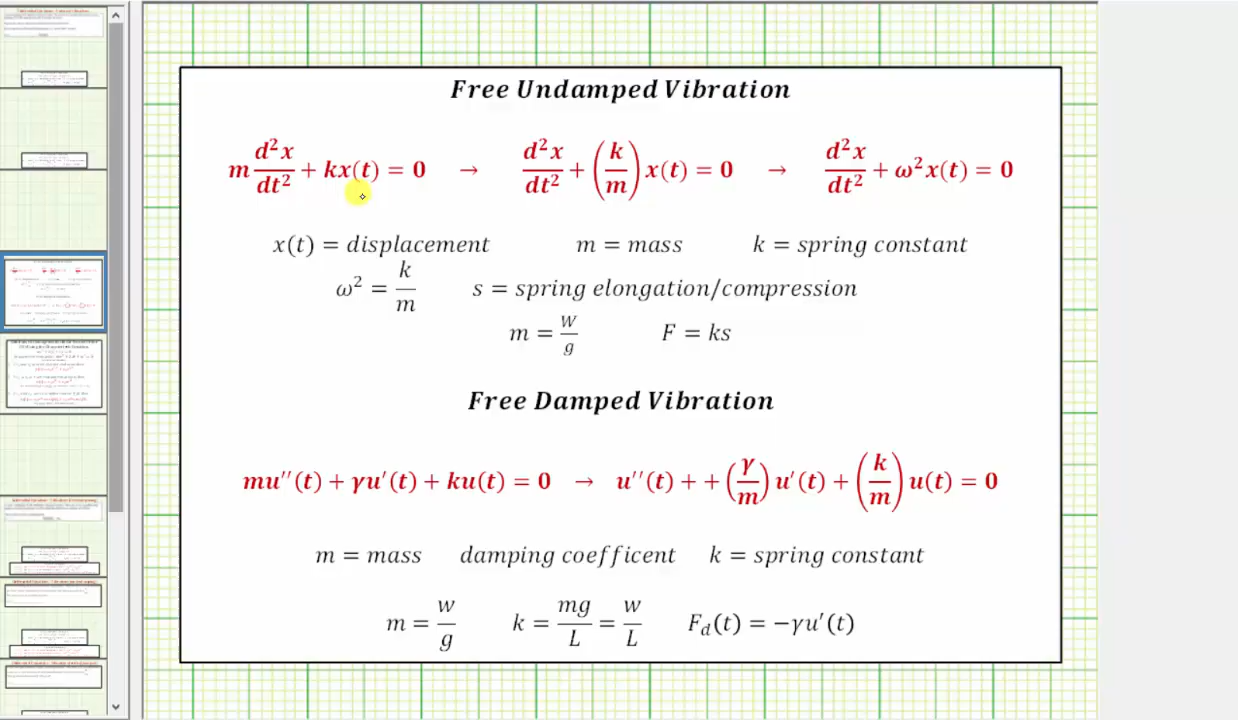 Free Undamped Vibration
m d²x/dt² + kx(t) = 0 → d²x/dt² + (k/m) x(t) = 0 → d²x/dt² + ω²x(t) = 0
x(t) = displacement m = mass k = spring constant
ω² = k/m s = spring elongation/compression
m = w/g F = ks
Free Damped Vibration
mu′′(t) + γu′(t) + ku(t) = 0 → u′′(t) + + (γ/m) u′(t) + (k/m) u(t) = 0
m = mass damping coefficent k = spring constant
m = w/g k = mg/L = w/L F_d(t) = −γu′(t)